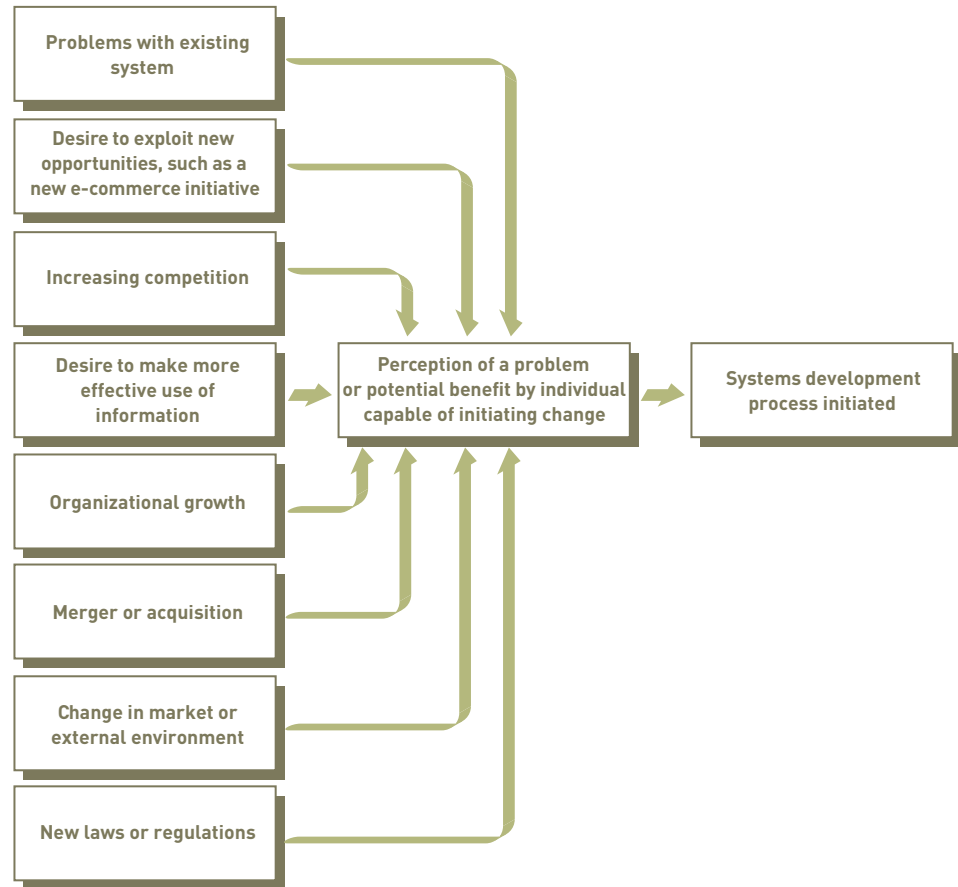 Problems with existing
system
Desire to exploit new
opportunities, such as a
new e-commerce initiative
Increasing competition
Desire to make more
effective use of
information
Perception of a problem
or potential benefit by individual
capable of initiating change
Systems development
process initiated
Organizational growth
Merger or acquisition
Change in market or
external environment
New laws or regulations